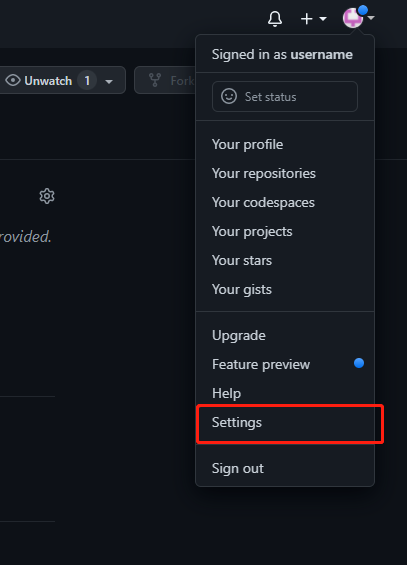 Signed in as username
Unwatch 1
Fork
Set status
Your profile
Your repositories
Your codespaces
Your projects
rovided.
Your stars
Your gists
Upgrade
Feature preview
Help
Settings
Sign out